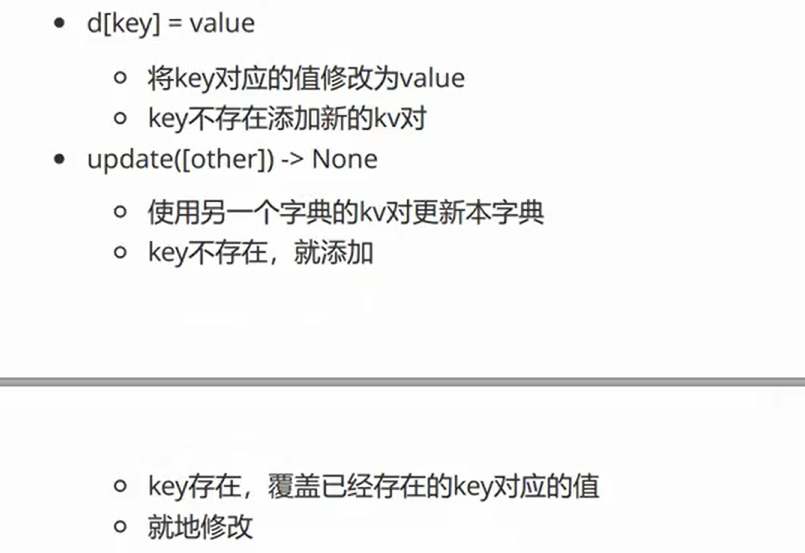 d[key] = value
将key对应的值修改为value
key不存在添加新的kv对
update([other]) -> None
使用另一个字典的kv对更新本字典
key不存在，就添加
key存在，覆盖已经存在的key对应的值
就地修改